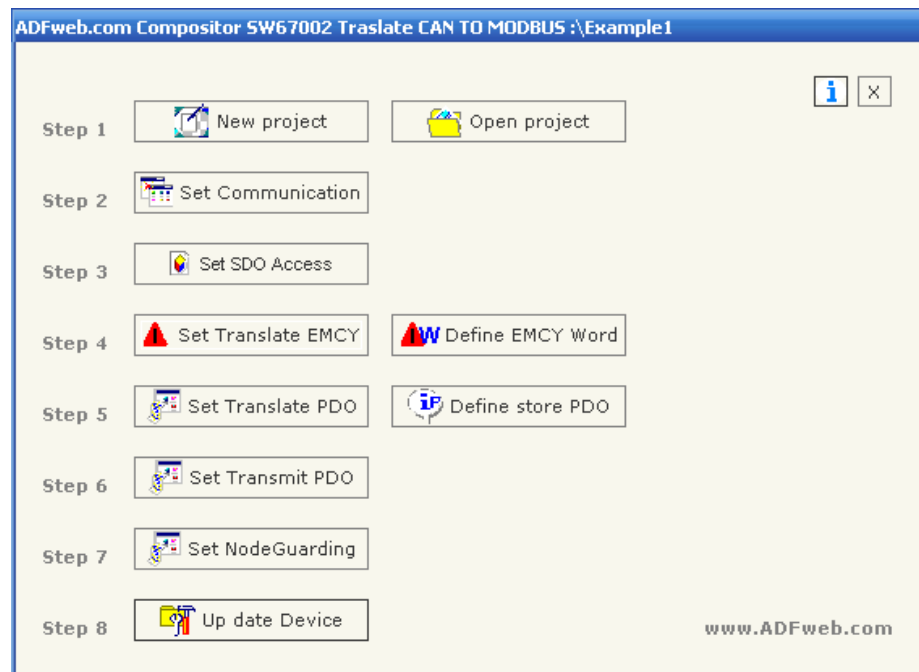 ADFweb.com Compositor SW67002 Traslate CAN TO MODBUS :\Example1
i X
Step 1 New project Open project
Step 2 Set Communication
Step 3 Set SDO Access
Step 4 Set Translate EMCY W Define EMCY Word
Step 5 Set Translate PDO iP Define store PDO
Step 6 Set Transmit PDO
Step 7 Set NodeGuarding
Step 8 Up date Device
www.ADFweb.com